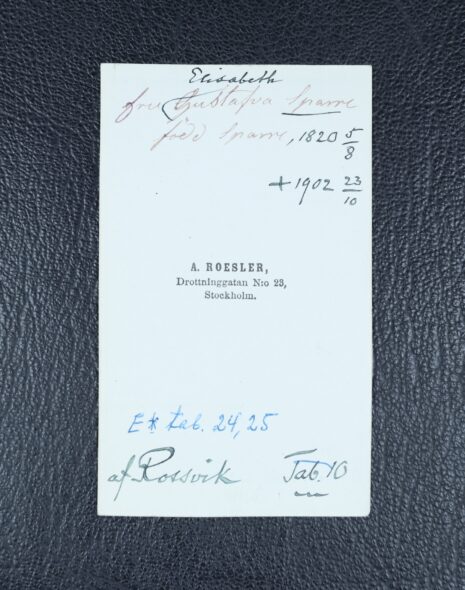 Elisabeth
fru Gustafva Sparre
född Sparre, 1820 5/8
+ 1902 23/10
A. ROESLER,
Drottninggatan N:o 23,
Stockholm.
E* tab. 24, 25
af Rossvik Tab. 10